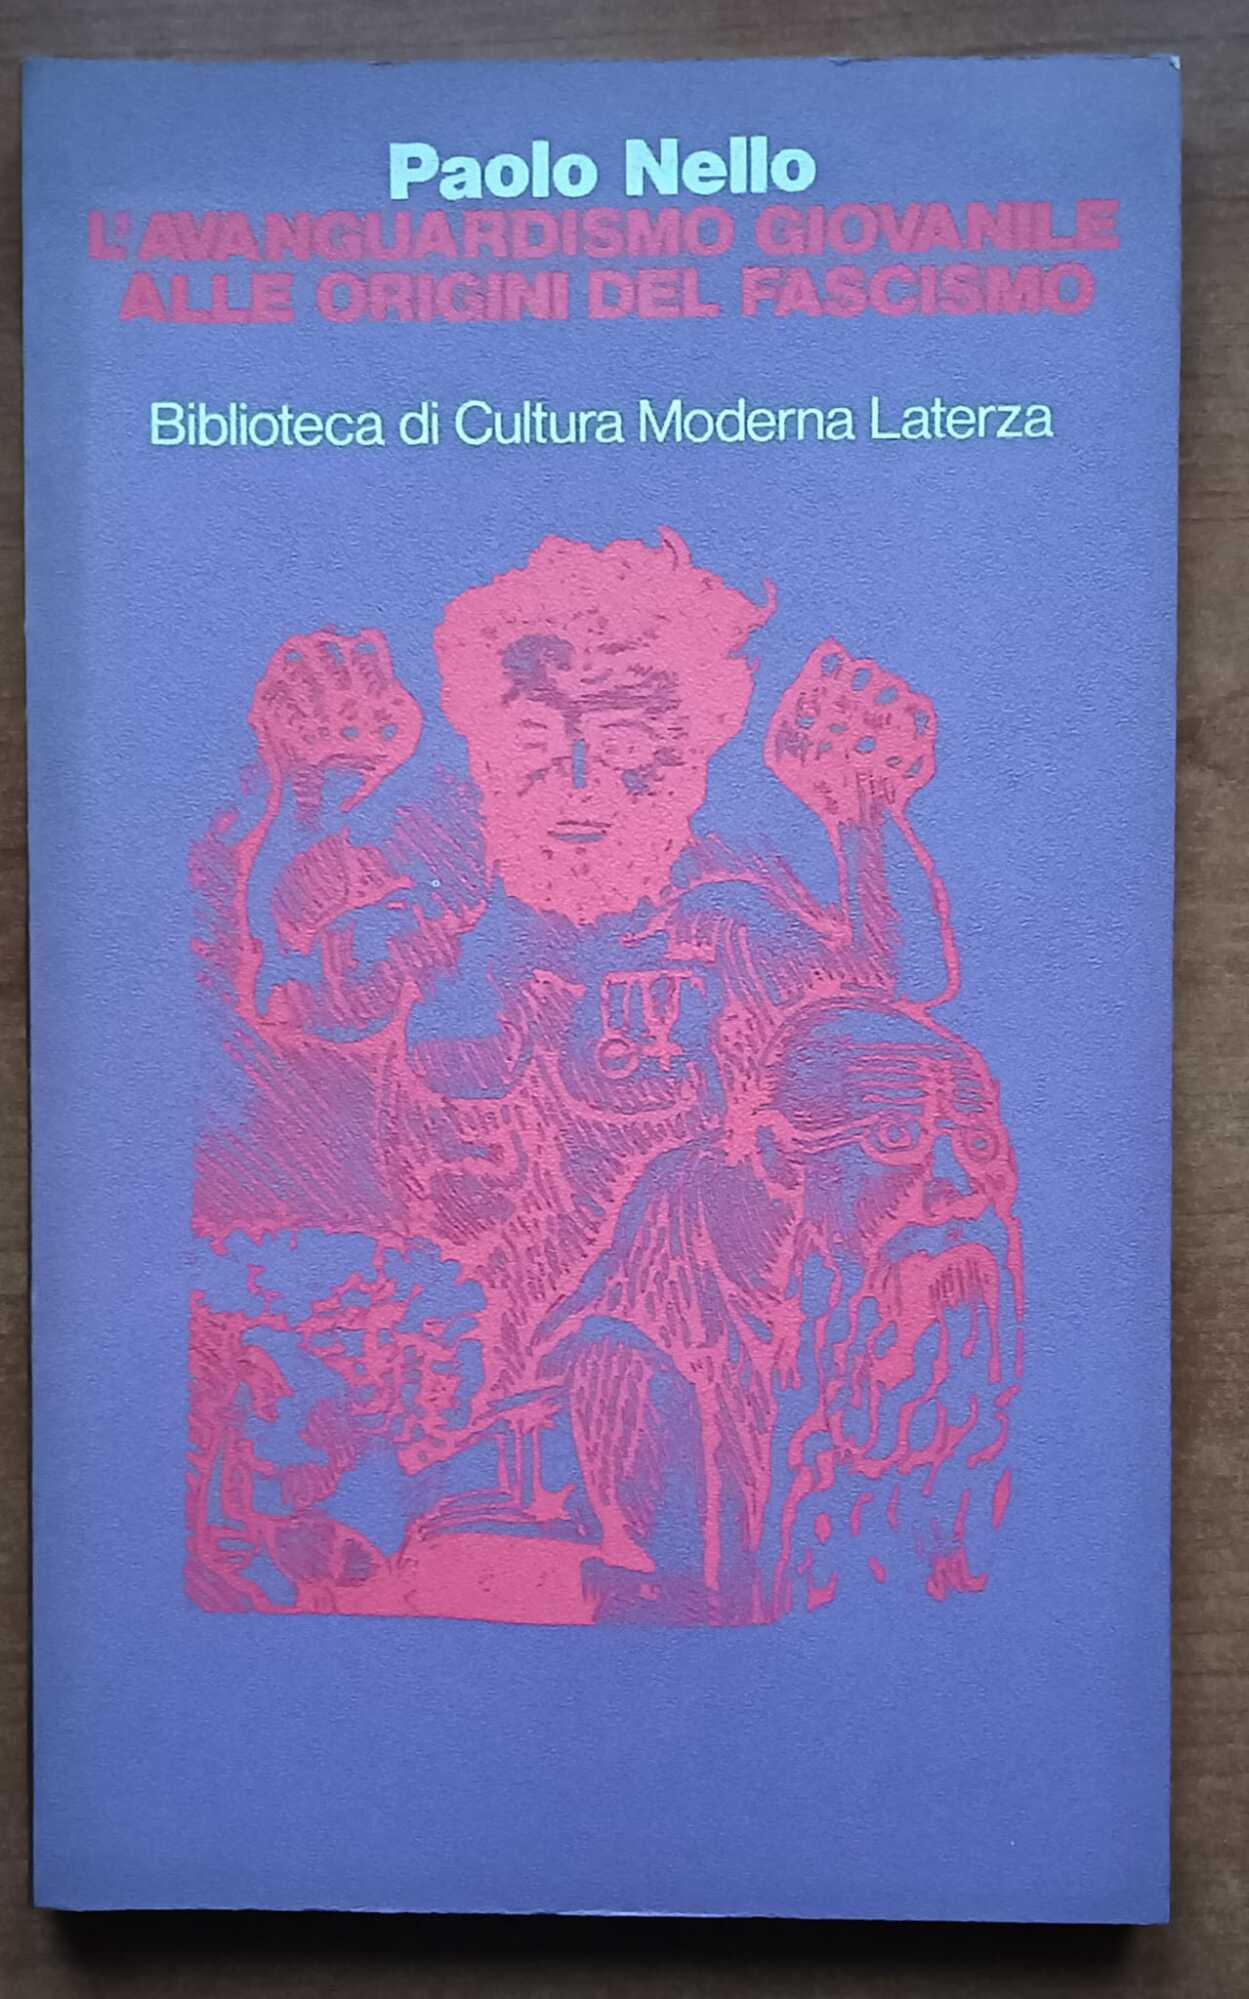 Paolo Nello
L'AVANGUARDISMO GIOVANILE
ALLE ORIGINI DEL FASCISMO
Biblioteca di Cultura Moderna Laterza